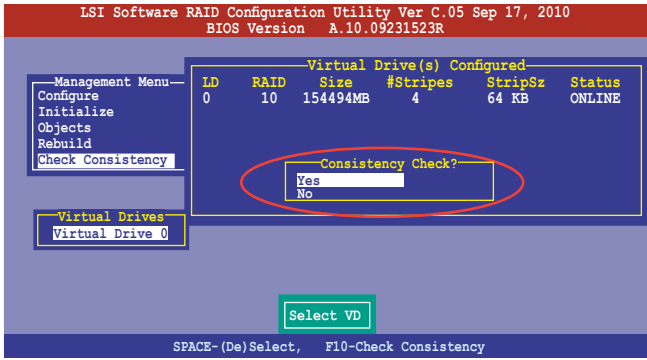 LSI Software RAID Configuration Utility Ver C.05 Sep 17, 2010
BIOS Version A.10.09231523R
Virtual Drive(s) Configured
LD RAID Size #Stripes StripSz Status
0 10 154494MB 4 64 KB ONLINE
Management Menu
Configure
Initialize
Objects
Rebuild
Check Consistency
Consistency Check?
Yes
No
Virtual Drives
Virtual Drive 0
Select VD
SPACE-(De)Select, F10-Check Consistency